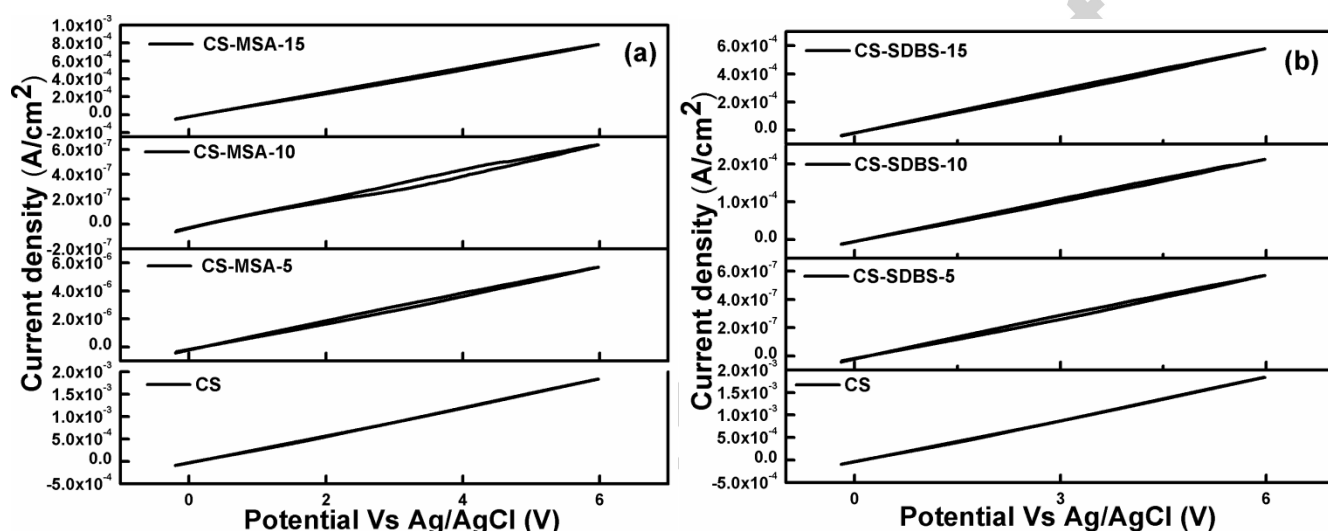 1.0x10⁻³
8.0x10⁻⁴
6.0x10⁻⁴
4.0x10⁻⁴
2.0x10⁻⁴
0.0
-2.0x10⁻⁴
CS-MSA-15
(a)
6.0x10⁻⁷
4.0x10⁻⁷
2.0x10⁻⁷
0.0
-2.0x10⁻⁷
CS-MSA-10
6.0x10⁻⁶
4.0x10⁻⁶
2.0x10⁻⁶
0.0
CS-MSA-5
2.0x10⁻³
1.5x10⁻³
1.0x10⁻³
5.0x10⁻⁴
0.0
-5.0x10⁻⁴
CS
Current density (A/cm²)
0 2 4 6
Potential Vs Ag/AgCl (V)
6.0x10⁻⁴
4.0x10⁻⁴
2.0x10⁻⁴
0.0
CS-SDBS-15
(b)
2.0x10⁻⁴
1.0x10⁻⁴
0.0
CS-SDBS-10
6.0x10⁻⁷
4.0x10⁻⁷
2.0x10⁻⁷
0.0
CS-SDBS-5
2.0x10⁻³
1.5x10⁻³
1.0x10⁻³
5.0x10⁻⁴
0.0
-5.0x10⁻⁴
CS
Current density (A/cm²)
0 3 6
Potential Vs Ag/AgCl (V)